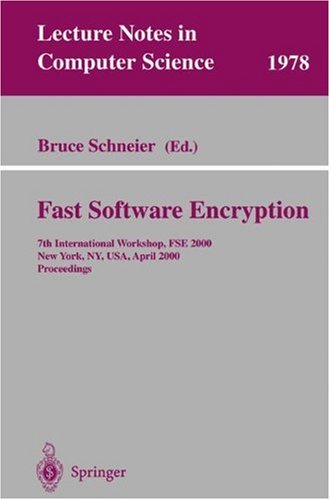 Lecture Notes in
Computer Science 1978
Bruce Schneier (Ed.)
Fast Software Encryption
7th International Workshop, FSE 2000
New York, NY, USA, April 2000
Proceedings
Springer